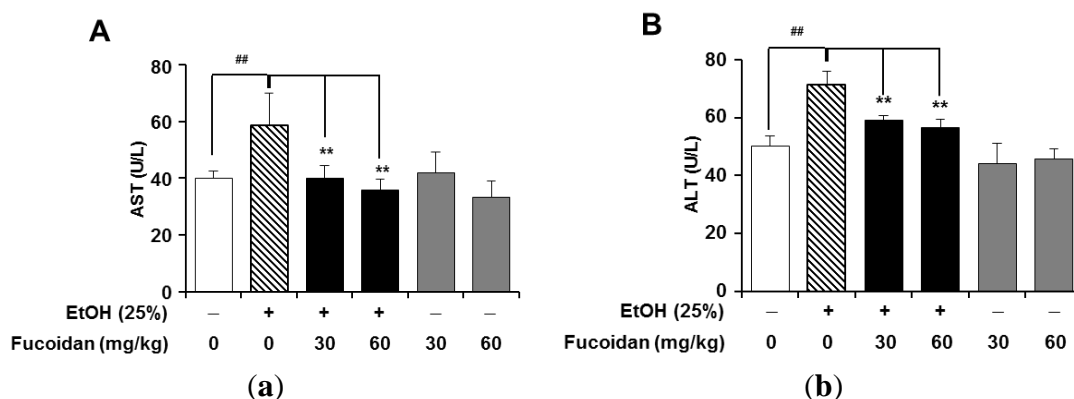 A
##
80
60
40
20
0
AST (U/L)
**
**
EtOH (25%) – + + + – –
Fucoidan (mg/kg) 0 0 30 60 30 60
(a)
B
##
80
60
40
20
0
ALT (U/L)
**
**
EtOH (25%) – + + + – –
Fucoidan (mg/kg) 0 0 30 60 30 60
(b)